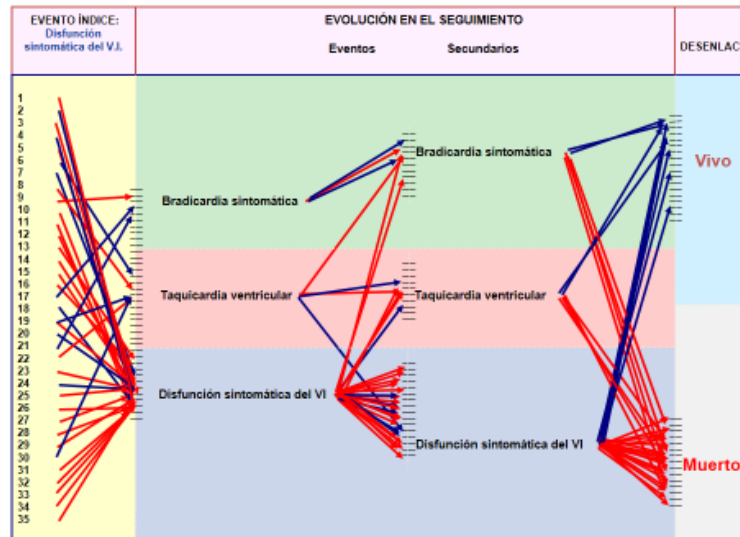 EVENTO ÍNDICE:
Disfunción
sintomática del V.I.
EVOLUCIÓN EN EL SEGUIMIENTO
Eventos
Secundarios
DESENLAC
1
2
3
4
5
6
7
8
9
10
11
12
13
14
15
16
17
18
19
20
21
22
23
24
25
26
27
28
29
30
31
32
33
34
35
Bradicardia sintomática
Taquicardia ventricular
Disfunción sintomática del VI
Bradicardia sintomática
Taquicardia ventricular
Disfunción sintomática del VI
Vivo
Muerto